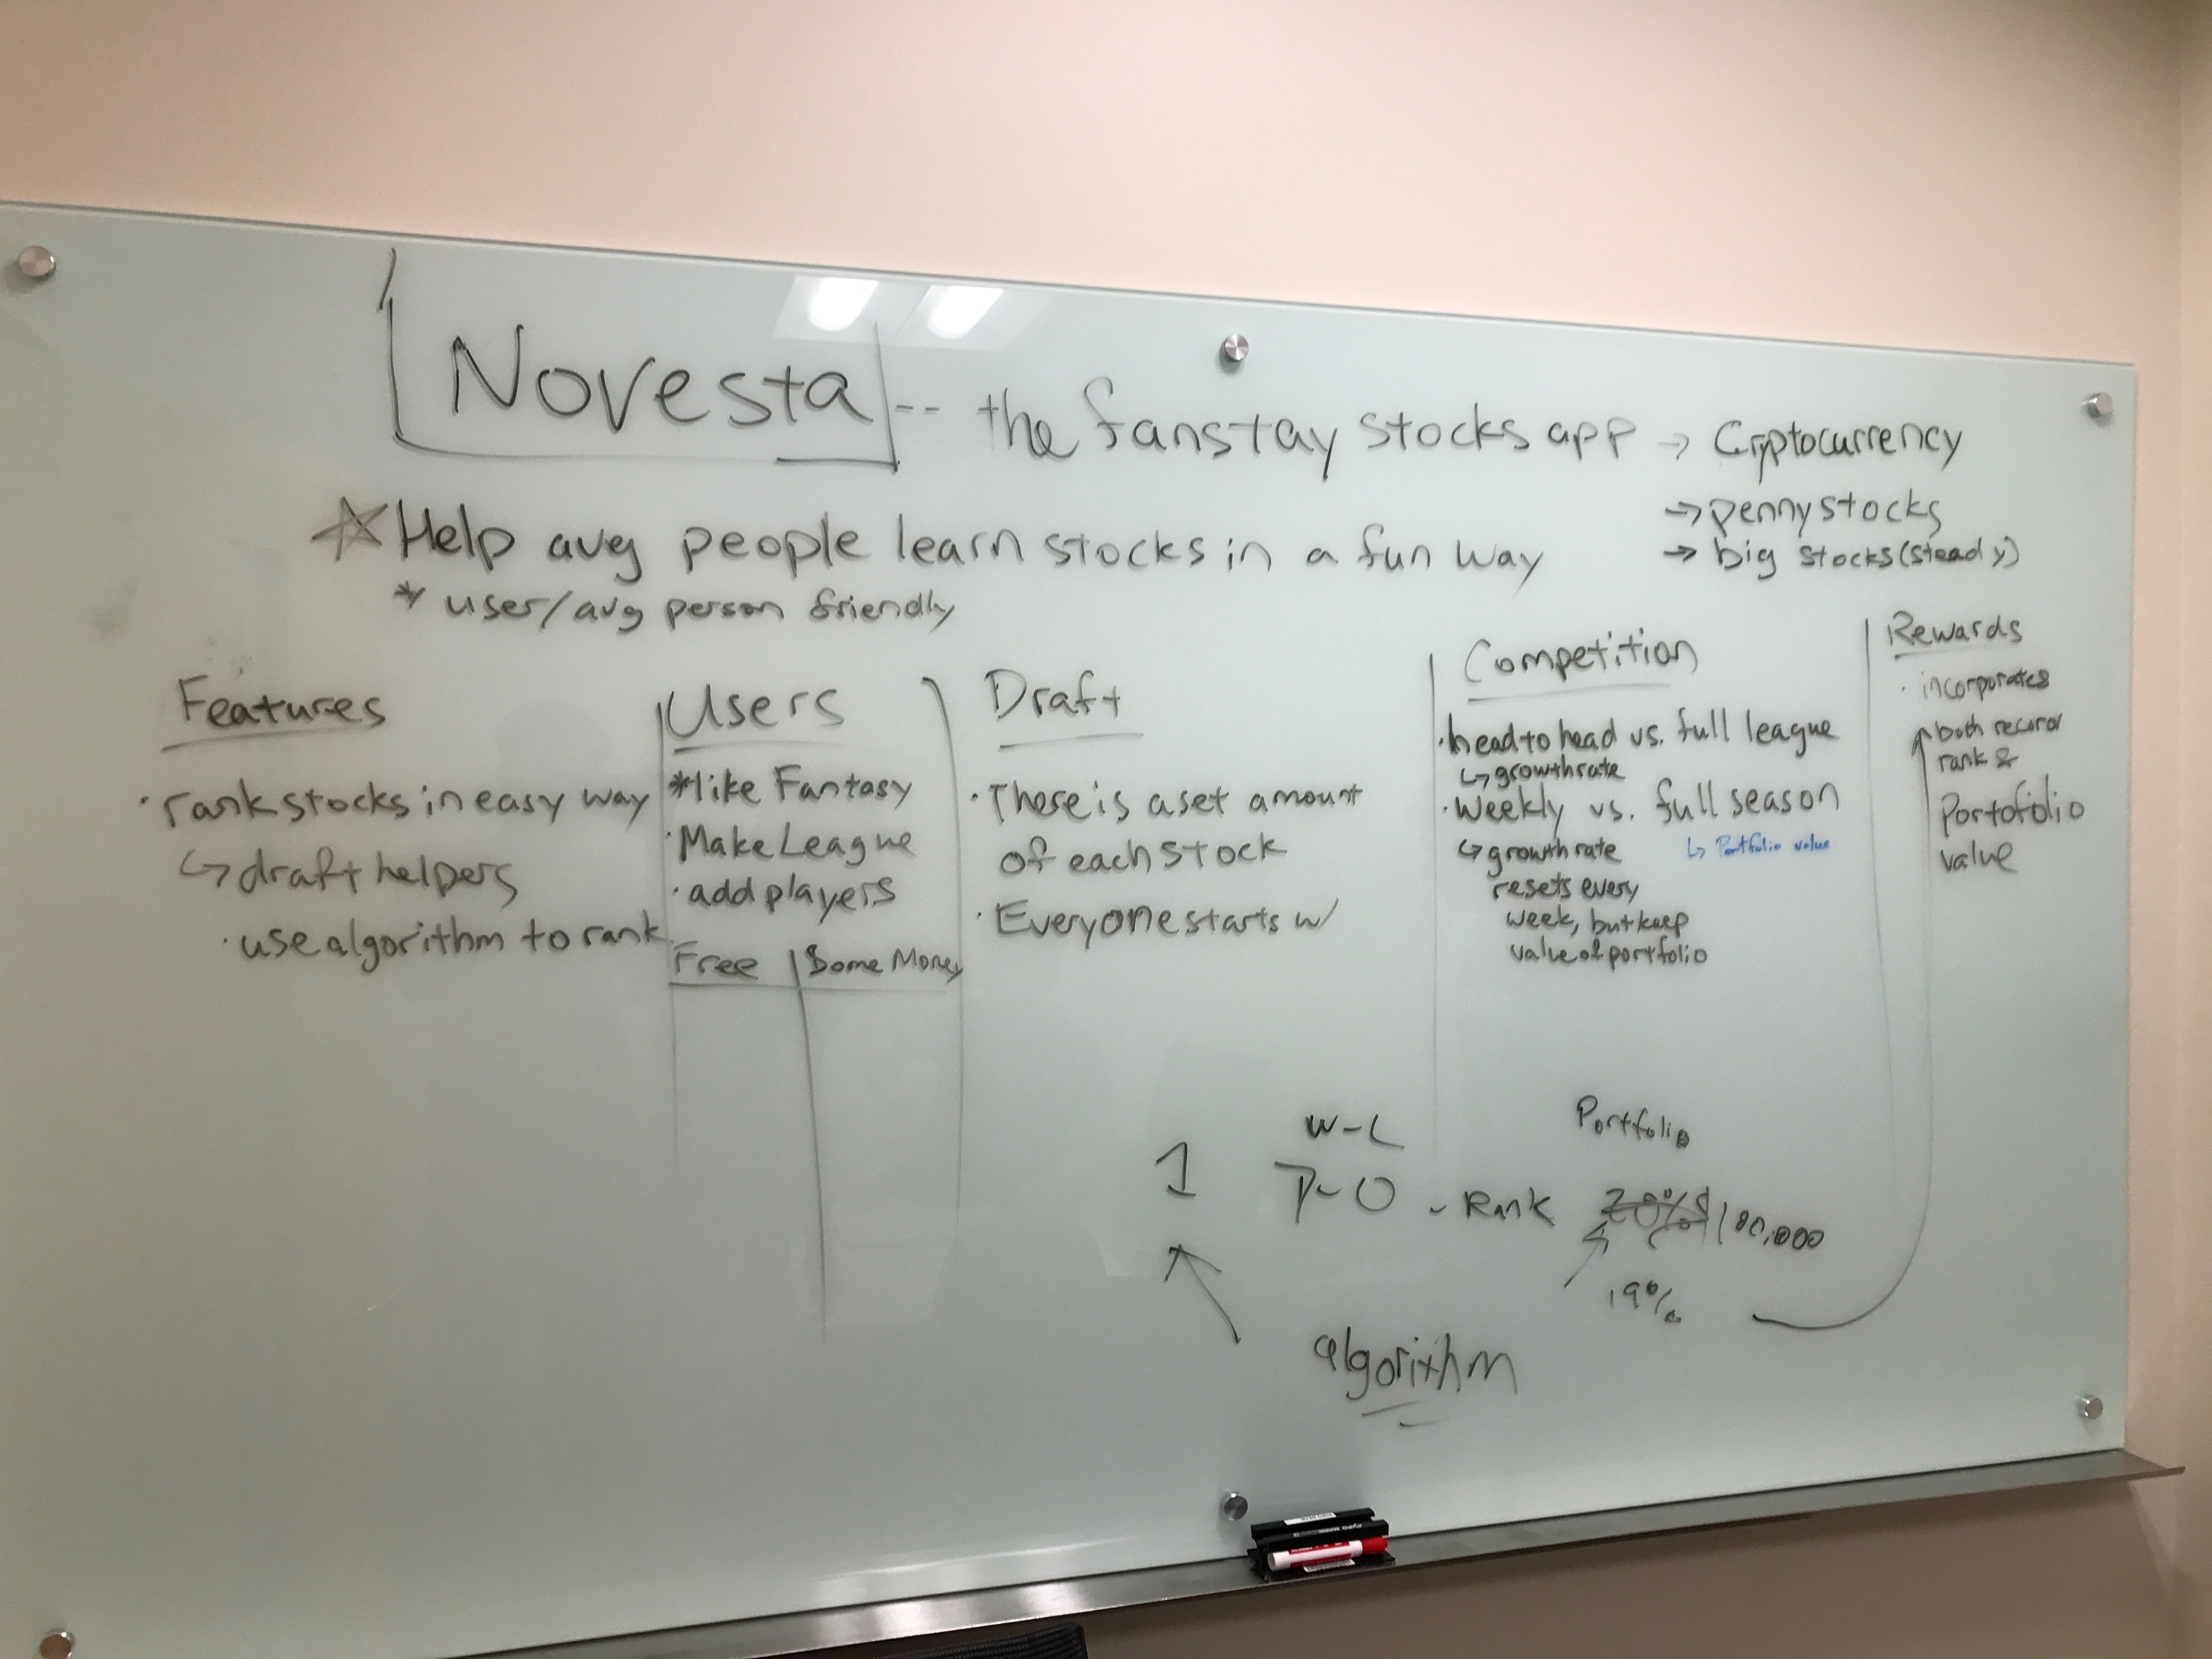 Novesta -- the fanstay stocks app → Cryptocurrency
→ penny stocks
→ big stocks (steady)
☆ Help avg people learn stocks in a fun way
* user/avg person friendly
Features
· rank stocks in easy way
↳ draft helpers
· use algorithm to rank
Users
* like Fantasy
· Make League
· add players
Free | Some Money
Draft
· There is a set amount
of each stock
· Everyone starts w/
Competition
· head to head vs. full league
↳ growth rate
· Weekly vs. full season
↳ growth rate
↳ Portfolio value
resets every
week, but keep
value of portfolio
Rewards
· incorporates
both record
rank &
Portofolio
value
W-L
Portfolio
1 7-0 - Rank 20% $100,000
19%
algorithm